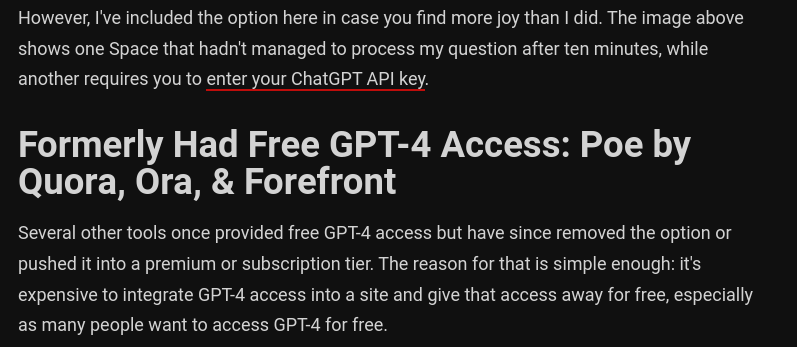 However, I've included the option here in case you find more joy than I did. The image above
shows one Space that hadn't managed to process my question after ten minutes, while
another requires you to enter your ChatGPT API key.
Formerly Had Free GPT-4 Access: Poe by
Quora, Ora, & Forefront
Several other tools once provided free GPT-4 access but have since removed the option or
pushed it into a premium or subscription tier. The reason for that is simple enough: it's
expensive to integrate GPT-4 access into a site and give that access away for free, especially
as many people want to access GPT-4 for free.